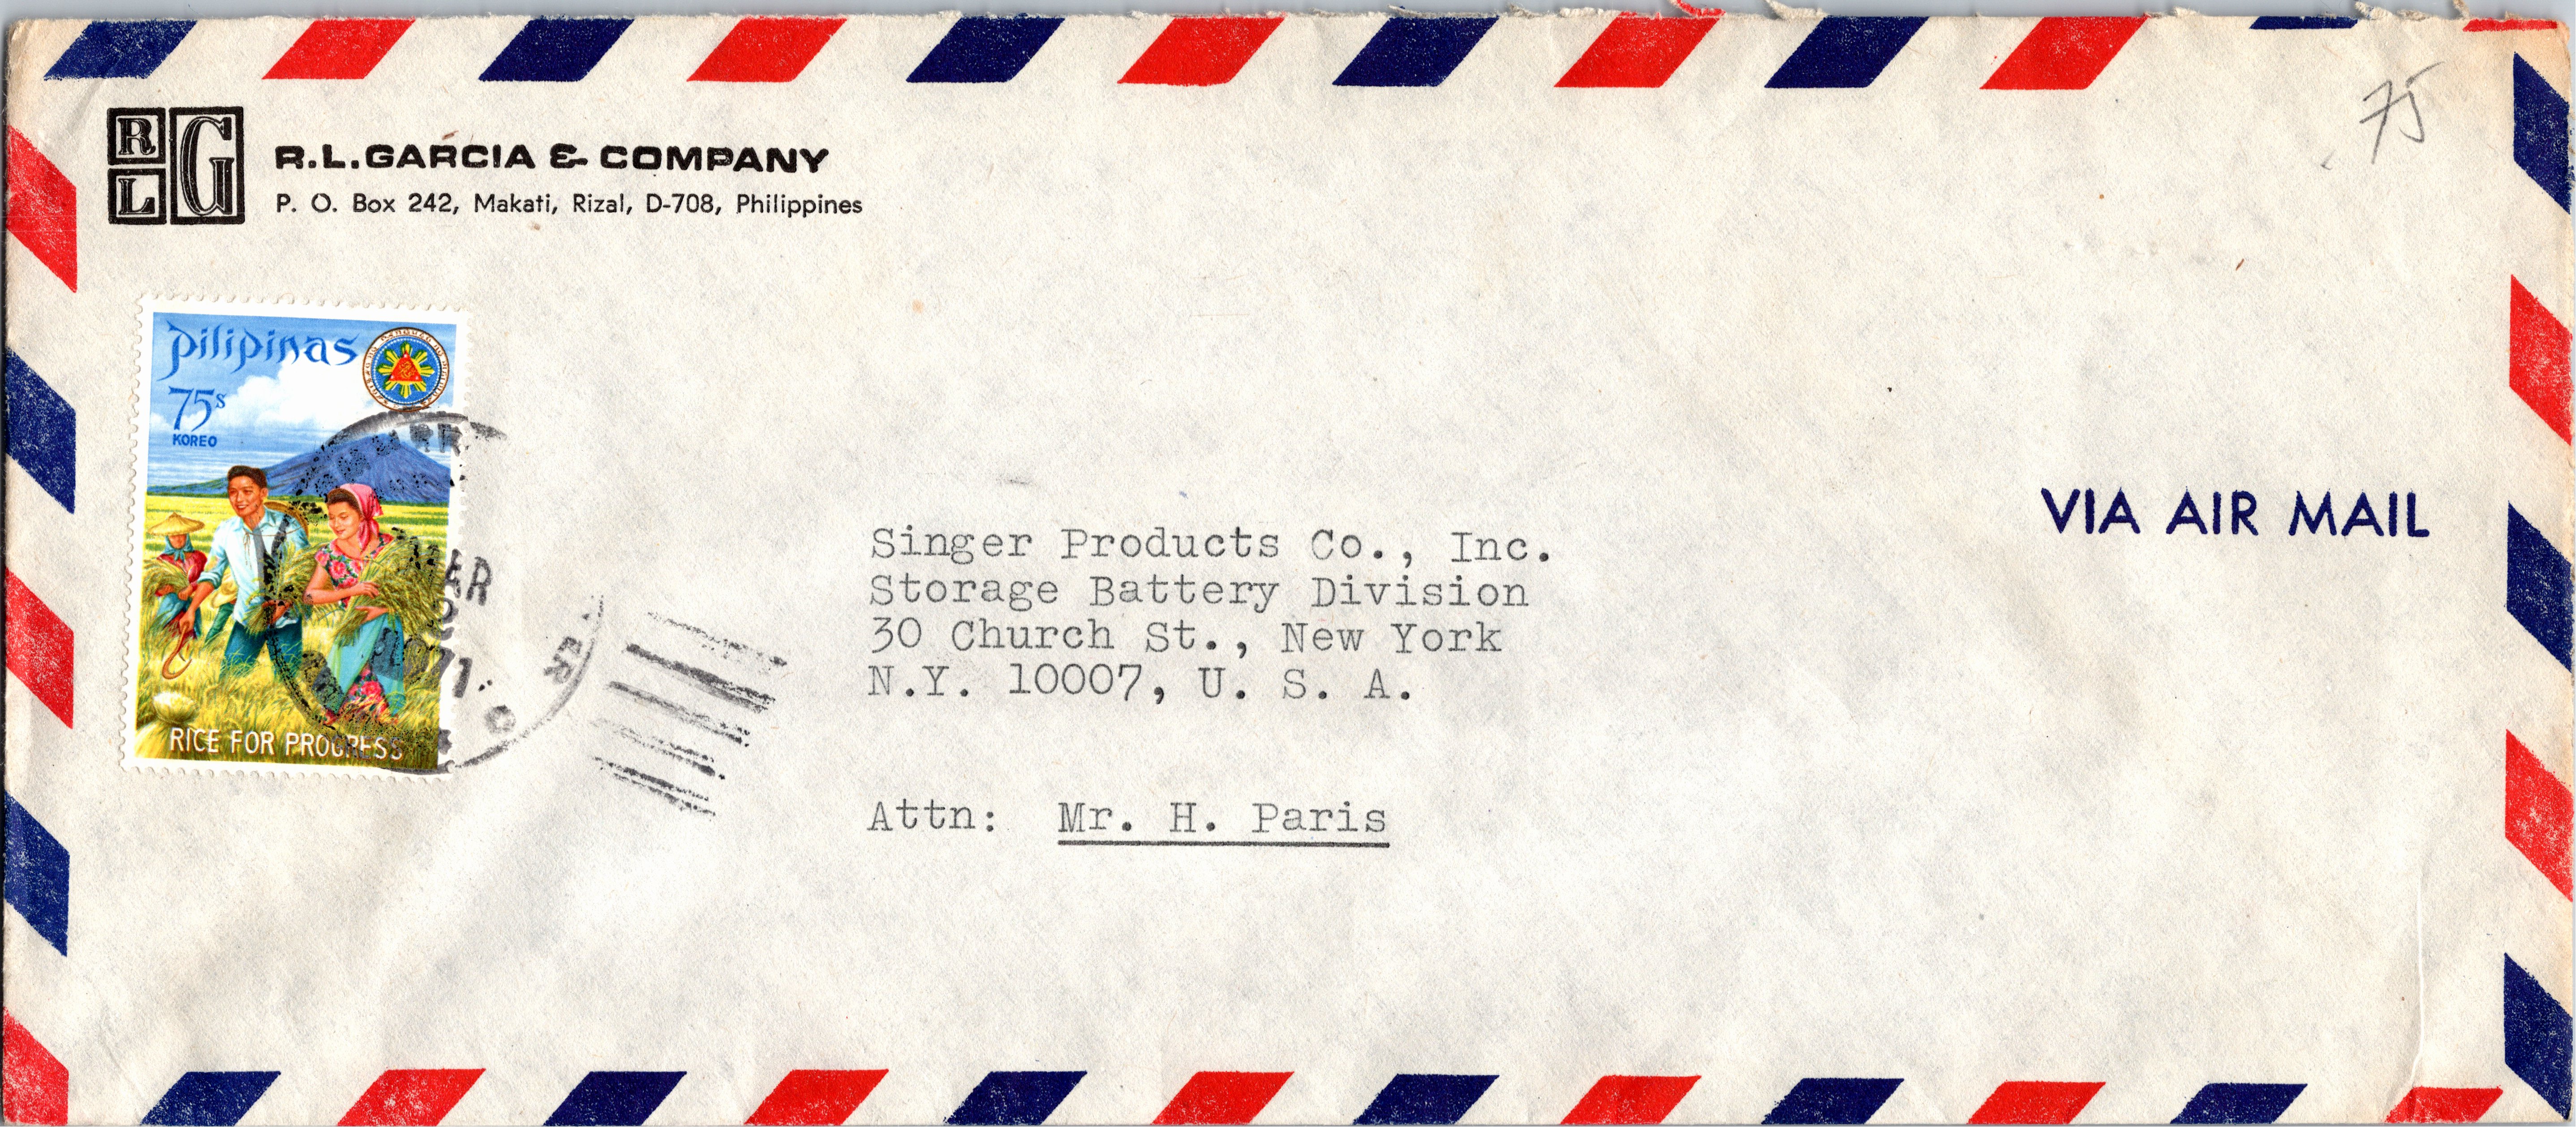 RL G
R.L. GARCIA & COMPANY
P. O. Box 242, Makati, Rizal, D-708, Philippines
75
pilipinas
75s
KOREO
RICE FOR PROGRESS
VIA AIR MAIL
Singer Products Co., Inc.
Storage Battery Division
30 Church St., New York
N.Y. 10007, U. S. A.
Attn: Mr. H. Paris